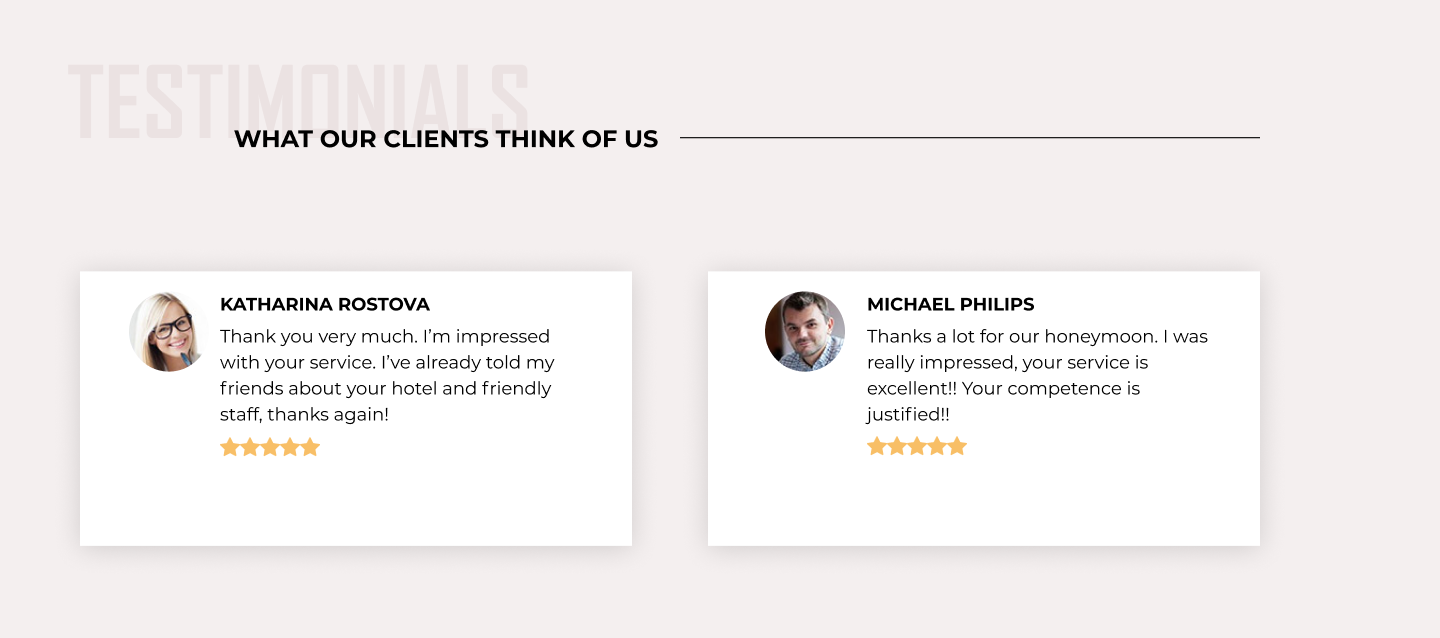 TESTIMONIALS
WHAT OUR CLIENTS THINK OF US
KATHARINA ROSTOVA
Thank you very much. I’m impressed
with your service. I’ve already told my
friends about your hotel and friendly
staff, thanks again!
MICHAEL PHILIPS
Thanks a lot for our honeymoon. I was
really impressed, your service is
excellent!! Your competence is
justified!!